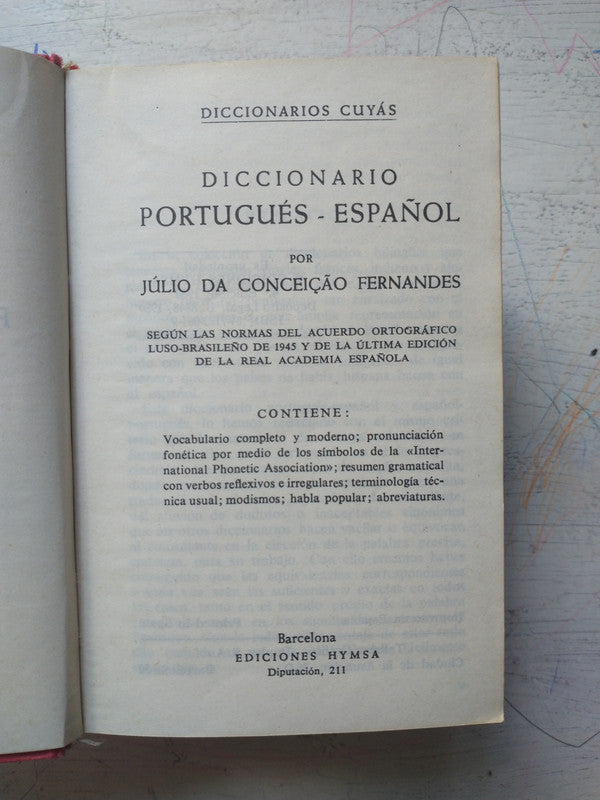 DICCIONARIOS CUYÁS
DICCIONARIO
PORTUGUÉS - ESPAÑOL
POR
JÚLIO DA CONCEIÇÃO FERNANDES
SEGÚN LAS NORMAS DEL ACUERDO ORTOGRÁFICO
LUSO-BRASILEÑO DE 1945 Y DE LA ÚLTIMA EDICIÓN
DE LA REAL ACADEMIA ESPAÑOLA
CONTIENE:
Vocabulario completo y moderno; pronunciación
fonética por medio de los símbolos de la «Inter-
national Phonetic Association»; resumen gramatical
con verbos reflexivos e irregulares; terminología téc-
nica usual; modismos; habla popular; abreviaturas.
Barcelona
EDICIONES HYMSA
Diputación, 211